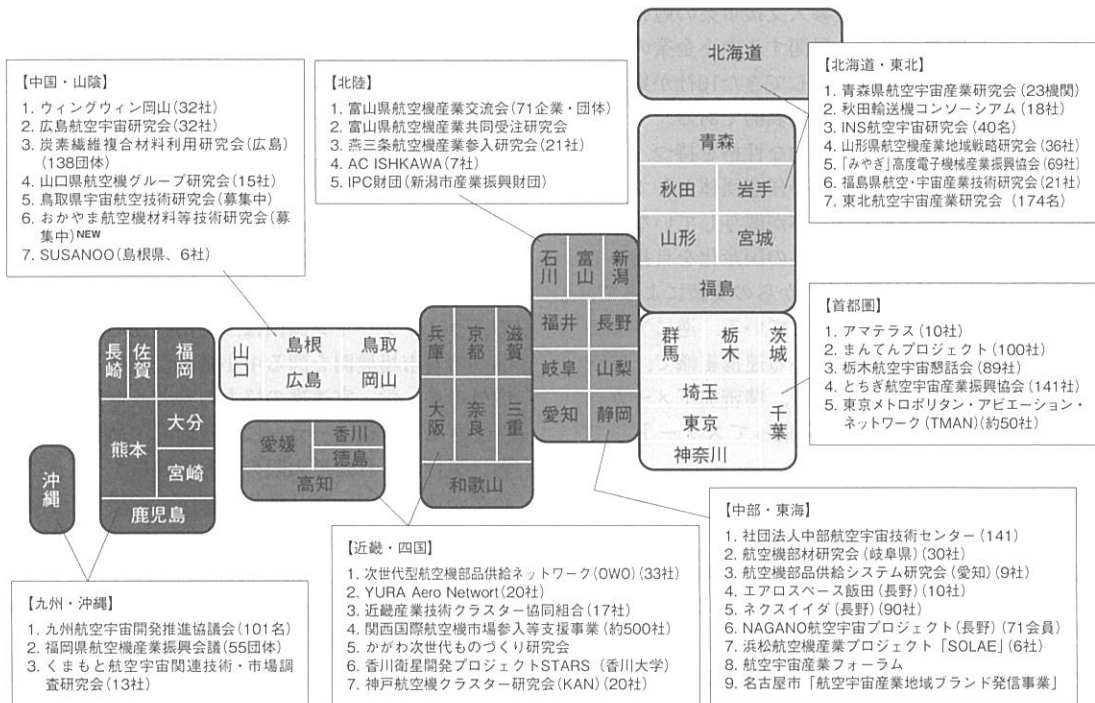 北海道
【中国・山陰】
1. ウィングウィン岡山(32社)
2. 広島航空宇宙研究会(32社)
3. 炭素繊維複合材料利用研究会(広島)
(138団体)
4. 山口県航空機グループ研究会(15社)
5. 鳥取県宇宙航空技術研究会(募集中)
6. おかやま航空機材料等技術研究会(募
集中)NEW
7. SUSANOO(島根県、6社)
【北陸】
1. 富山県航空機産業交流会(71企業・団体)
2. 富山県航空機産業共同受注研究会
3. 燕三条航空機産業参入研究会(21社)
4. AC ISHKAWA(7社)
5. IPC財団(新潟市産業振興財団)
【北海道・東北】
1. 青森県航空宇宙産業研究会(23機関)
2. 秋田輸送機コンソーシアム(18社)
3. INS航空宇宙研究会(40名)
4. 山形県航空機産業地域戦略研究会(36社)
5. 「みやぎ」高度電子機械産業振興協会(69社)
6. 福島県航空・宇宙産業技術研究会(21社)
7. 東北航空宇宙産業研究会(174名)
青森
秋田
岩手
山形
宮城
福島
石川
富山
新潟
福井
長野
岐阜
山梨
愛知
静岡
群馬
栃木
茨城
埼玉
東京
千葉
神奈川
【首都圏】
1. アマテラス(10社)
2. まんてんプロジェクト(100社)
3. 栃木航空宇宙懇話会(89社)
4. とちぎ航空宇宙産業振興協会(141社)
5. 東京メトロポリタン・アビエーション・
ネットワーク(TMAN)(約50社)
長崎
佐賀
福岡
熊本
大分
宮崎
鹿児島
沖縄
山口
島根
鳥取
広島
岡山
愛媛
香川
徳島
高知
兵庫
京都
滋賀
大阪
奈良
三重
和歌山
【九州・沖縄】
1. 九州航空宇宙開発推進協議会(101名)
2. 福岡県航空機産業振興会議(55団体)
3. くまもと航空宇宙関連技術・市場調
査研究会(13社)
【近畿・四国】
1. 次世代型航空機部品供給ネットワーク(OWO)(33社)
2. YURA Aero Networt(20社)
3. 近畿産業技術クラスター協同組合(17社)
4. 関西国際航空機市場参入等支援事業(約500社)
5. かがわ次世代ものづくり研究会
6. 香川衛星開発プロジェクトSTARS(香川大学)
7. 神戸航空機クラスター研究会(KAN)(20社)
【中部・東海】
1. 社団法人中部航空宇宙技術センター(141)
2. 航空機部材研究会(岐阜県)(30社)
3. 航空機部品供給システム研究会(愛知)(9社)
4. エアロスペース飯田(長野)(10社)
5. ネクスイイダ(長野)(90社)
6. NAGANO航空宇宙プロジェクト(長野)(71会員)
7. 浜松航空機産業プロジェクト「SOLAE」(6社)
8. 航空宇宙産業フォーラム
9. 名古屋市「航空宇宙産業地域ブランド発信事業」